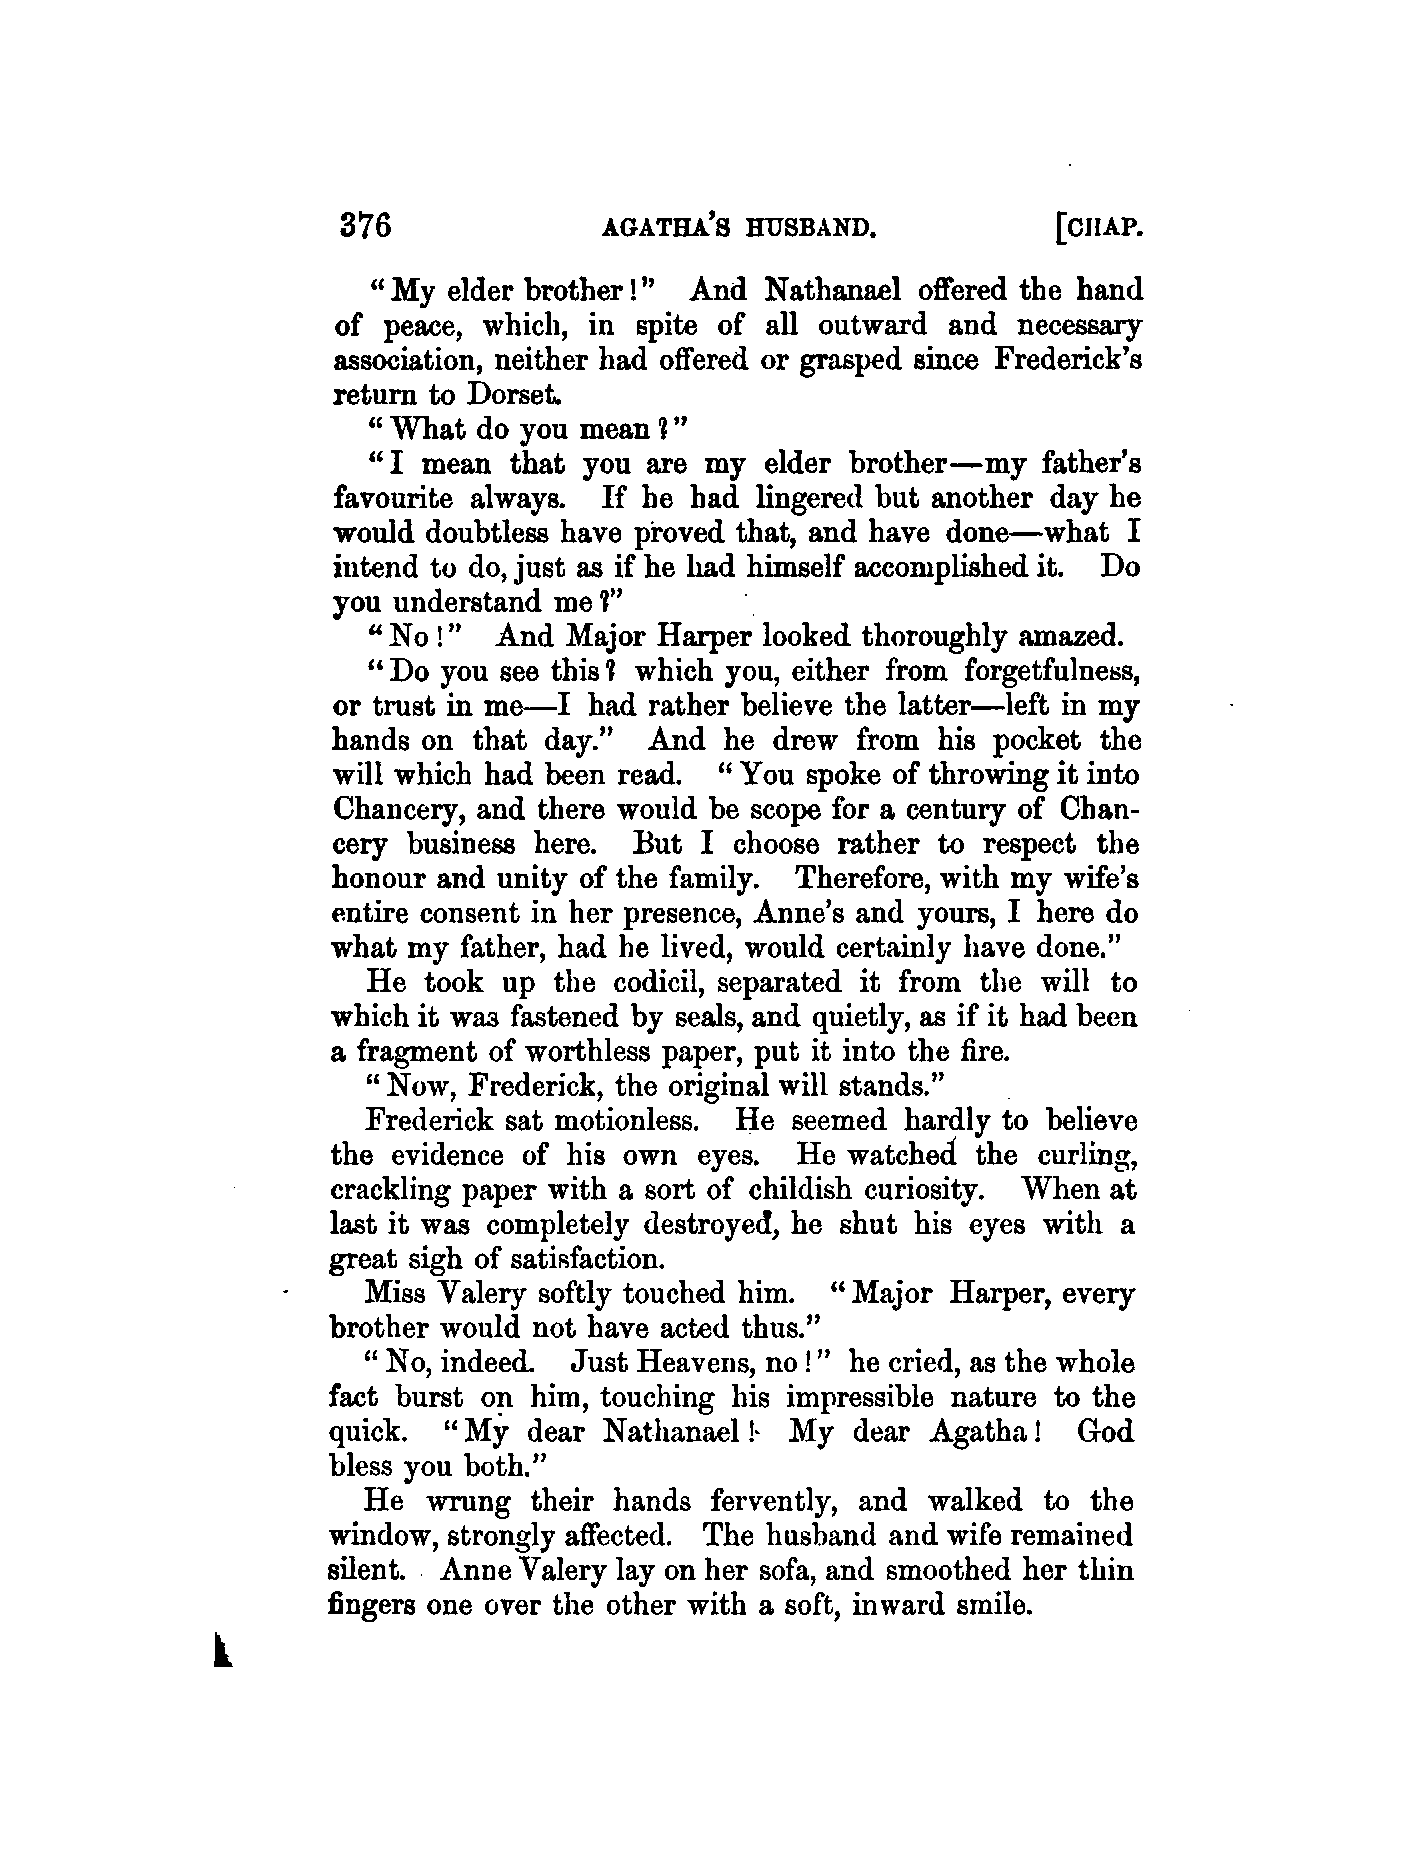 376 AGATHA'S HUSBAND. [CHAP.
"My elder brother!" And Nathanael offered the hand
of peace, which, in spite of all outward and necessary
association, neither had offered or grasped since Frederick's
return to Dorset.
"What do you mean?"
"I mean that you are my elder brother—my father's
favourite always. If he had lingered but another day he
would doubtless have proved that, and have done—what I
intend to do, just as if he had himself accomplished it. Do
you understand me?"
"No!" And Major Harper looked thoroughly amazed.
"Do you see this? which you, either from forgetfulness,
or trust in me—I had rather believe the latter—left in my
hands on that day." And he drew from his pocket the
will which had been read. "You spoke of throwing it into
Chancery, and there would be scope for a century of Chan-
cery business here. But I choose rather to respect the
honour and unity of the family. Therefore, with my wife's
entire consent in her presence, Anne's and yours, I here do
what my father, had he lived, would certainly have done."
He took up the codicil, separated it from the will to
which it was fastened by seals, and quietly, as if it had been
a fragment of worthless paper, put it into the fire.
"Now, Frederick, the original will stands."
Frederick sat motionless. He seemed hardly to believe
the evidence of his own eyes. He watched the curling,
crackling paper with a sort of childish curiosity. When at
last it was completely destroyed, he shut his eyes with a
great sigh of satisfaction.
Miss Valery softly touched him. "Major Harper, every
brother would not have acted thus."
"No, indeed. Just Heavens, no!" he cried, as the whole
fact burst on him, touching his impressible nature to the
quick. "My dear Nathanael! My dear Agatha! God
bless you both."
He wrung their hands fervently, and walked to the
window, strongly affected. The husband and wife remained
silent. Anne Valery lay on her sofa, and smoothed her thin
fingers one over the other with a soft, inward smile.